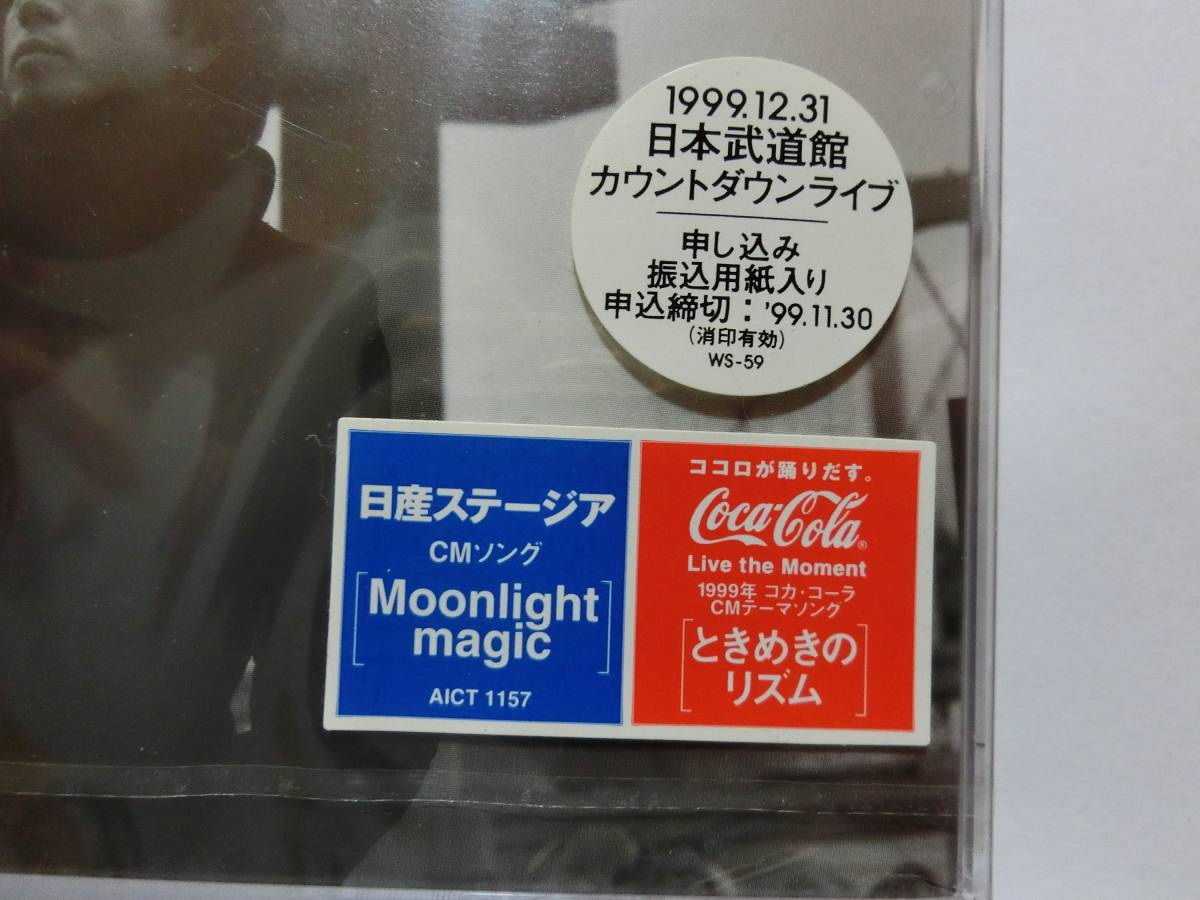 1999.12.31
日本武道館
カウントダウンライブ
申し込み
振込用紙入り
申込締切：'99.11.30
(消印有効)
WS-59
日産ステージア
CMソング
[Moonlight
magic]
AICT 1157
ココロが踊りだす。
Coca-Cola®
Live the Moment
1999年 コカ・コーラ
CMテーマソング
[ときめきの
リズム]